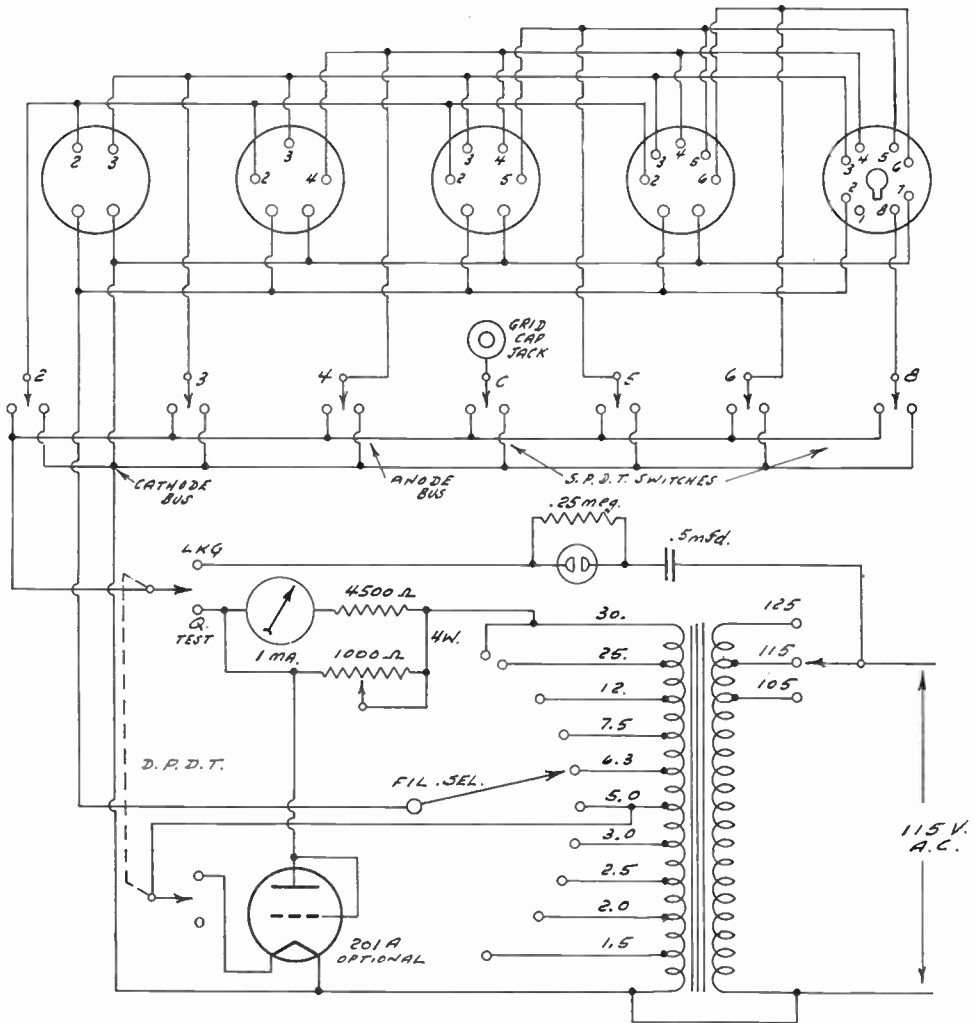 2 3
3
2 4
3 4
2 5
4
3 5
2 6
4 5
3 6
2 7
1 8
GRID
CAP
JACK
2 3 4 C 5 6 8
CATHODE
BUS
ANODE
BUS
S.P.D.T. SWITCHES
.25 meg.
.5 mfd.
LKG
4500 Ω
30.
125
Q.
TEST
1 MA.
4W.
1000 Ω
25.
115
12.
105
7.5
D.P.D.T.
6.3
FIL. SEL.
5.0
115 V.
A.C.
3.0
2.5
2.0
201A
OPTIONAL
1.5